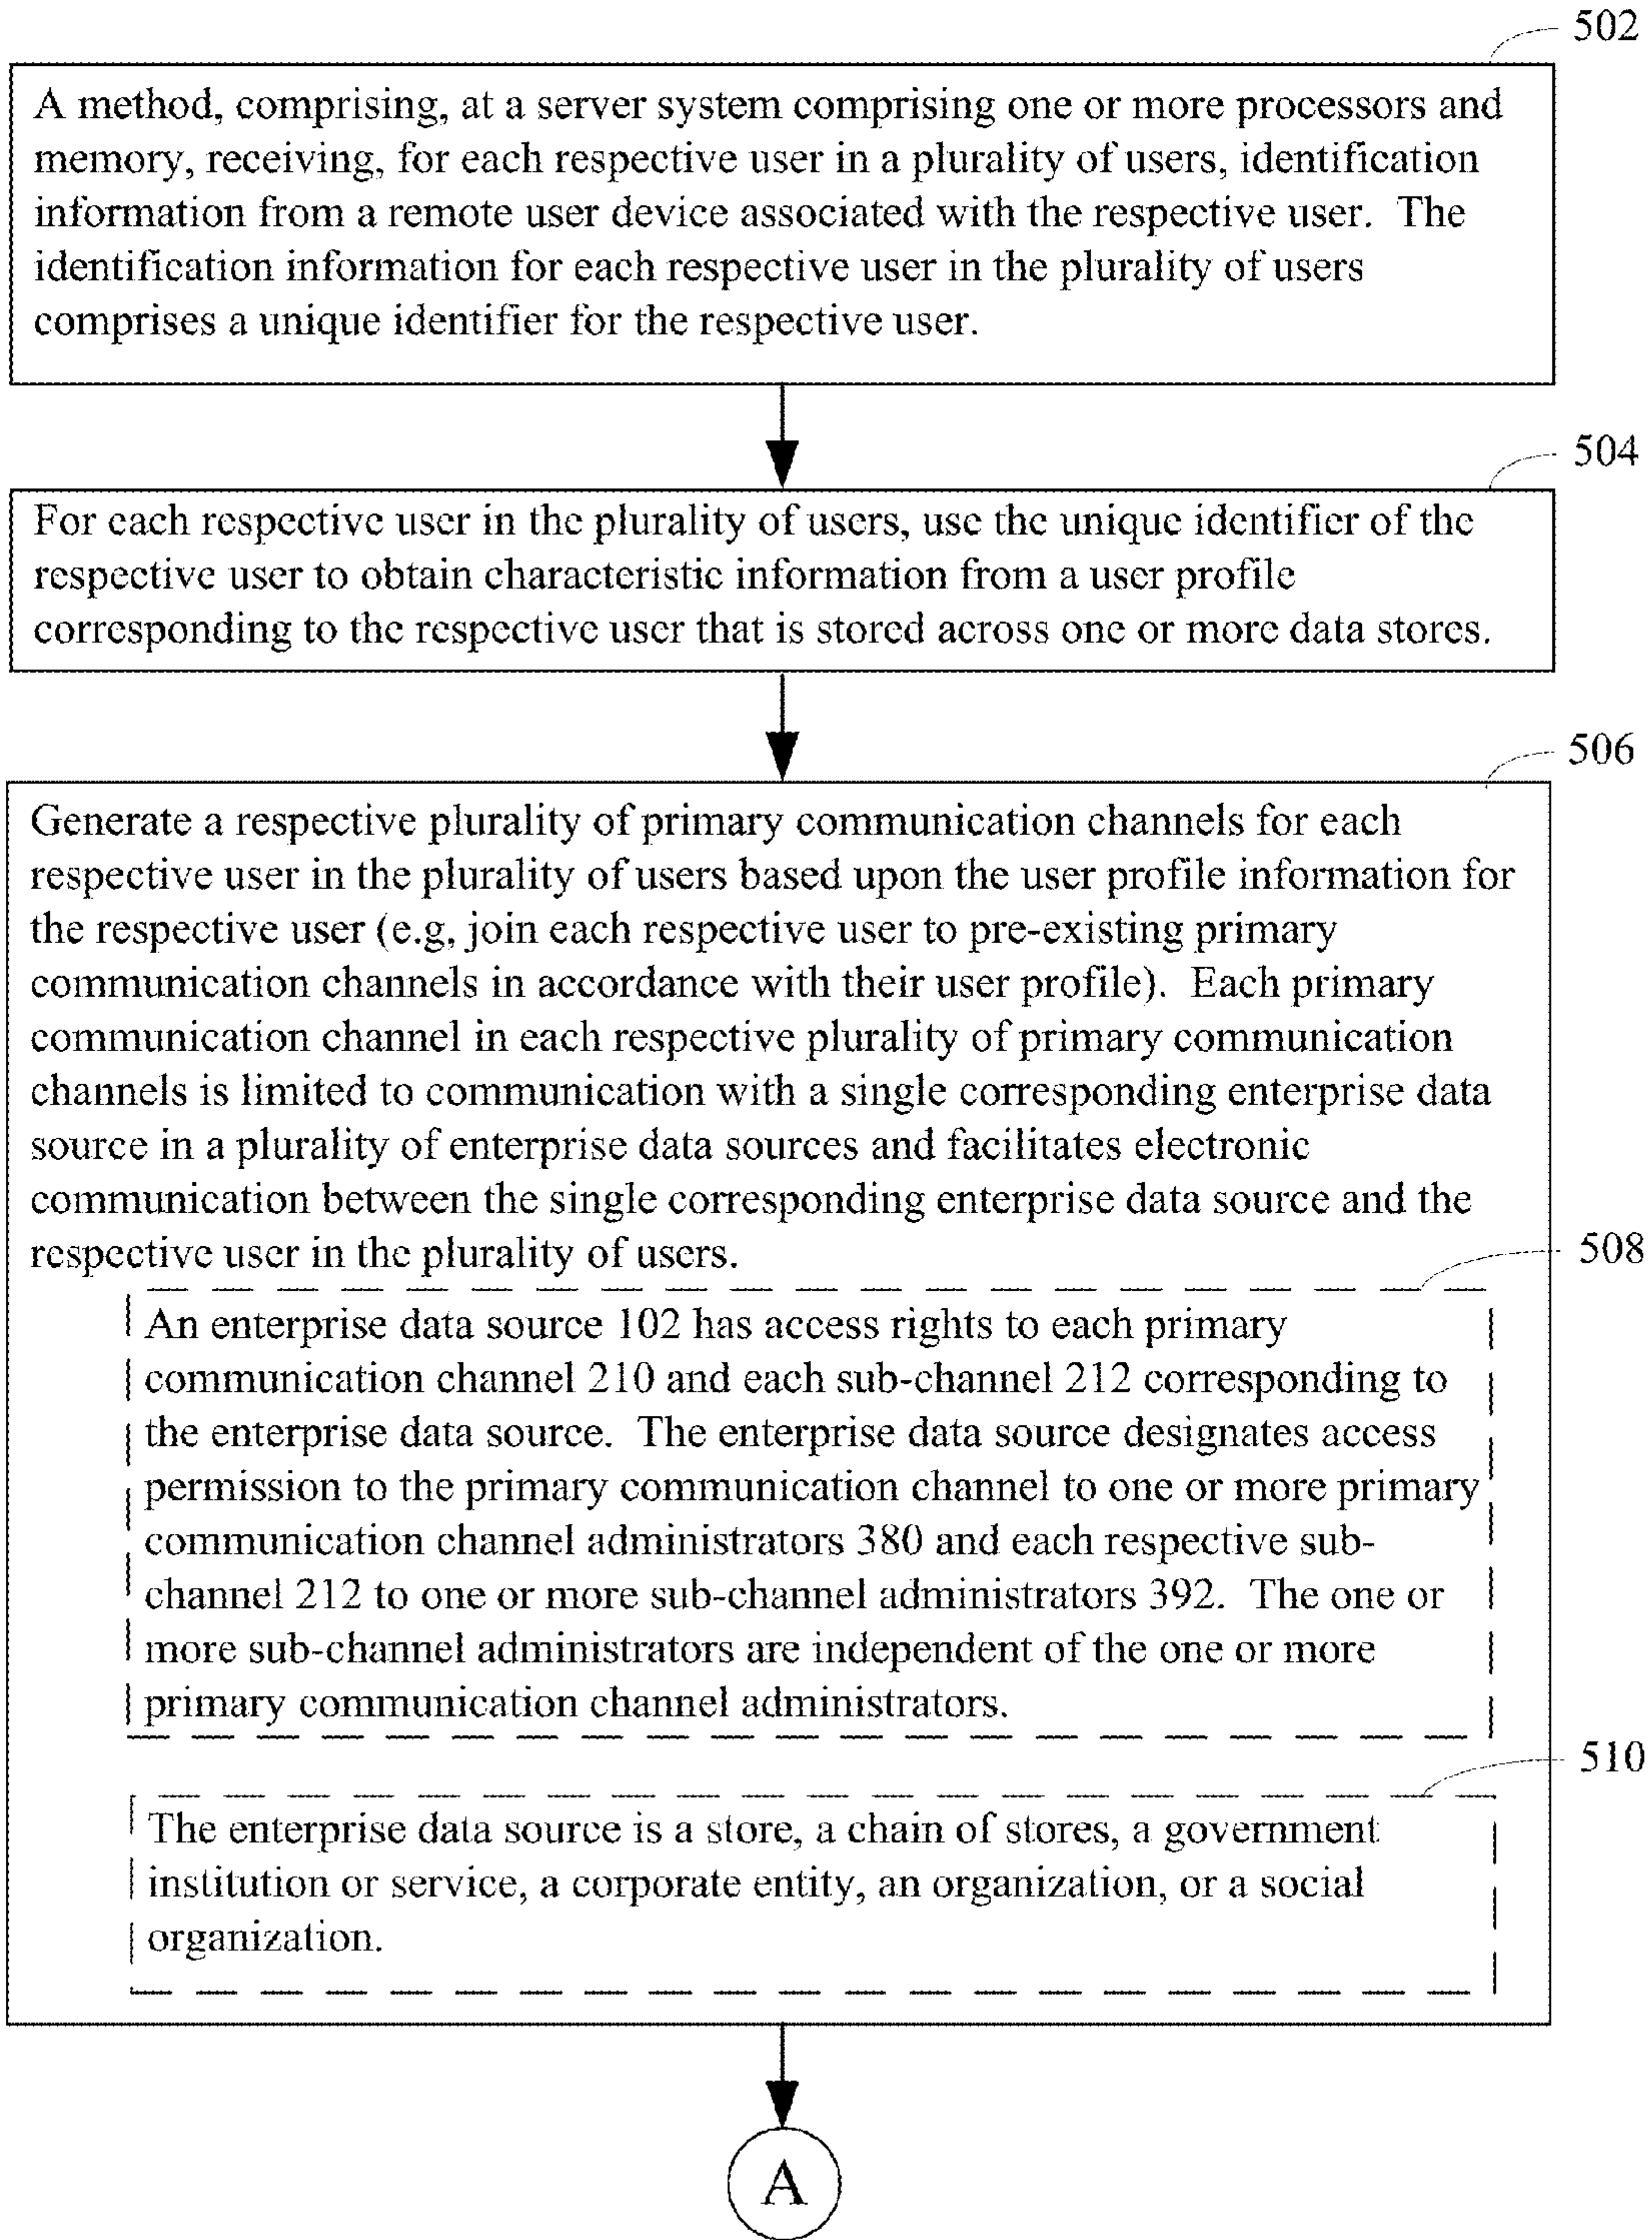 502
A method, comprising, at a server system comprising one or more processors and
memory, receiving, for each respective user in a plurality of users, identification
information from a remote user device associated with the respective user. The
identification information for each respective user in the plurality of users
comprises a unique identifier for the respective user.
504
For each respective user in the plurality of users, use the unique identifier of the
respective user to obtain characteristic information from a user profile
corresponding to the respective user that is stored across one or more data stores.
506
Generate a respective plurality of primary communication channels for each
respective user in the plurality of users based upon the user profile information for
the respective user (e.g, join each respective user to pre-existing primary
communication channels in accordance with their user profile). Each primary
communication channel in each respective plurality of primary communication
channels is limited to communication with a single corresponding enterprise data
source in a plurality of enterprise data sources and facilitates electronic
communication between the single corresponding enterprise data source and the
respective user in the plurality of users.
508
An enterprise data source 102 has access rights to each primary
communication channel 210 and each sub-channel 212 corresponding to
the enterprise data source. The enterprise data source designates access
permission to the primary communication channel to one or more primary
communication channel administrators 380 and each respective sub-
channel 212 to one or more sub-channel administrators 392. The one or
more sub-channel administrators are independent of the one or more
primary communication channel administrators.
510
The enterprise data source is a store, a chain of stores, a government
institution or service, a corporate entity, an organization, or a social
organization.
A